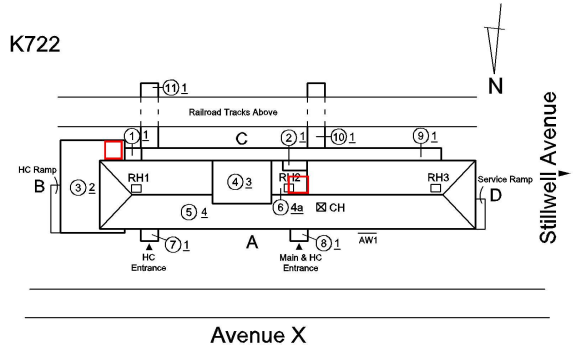 K722
N
11 1
Railroad Tracks Above
1 1
C
2 1
10 1
9 1
HC Ramp
B
3 2
RH1
4 3
RH2
RH3
Service Ramp
D
Stillwell Avenue
5 4
6 4a
CH
7 1
A
8 1
AW1
HC
Entrance
Main & HC
Entrance
Avenue X